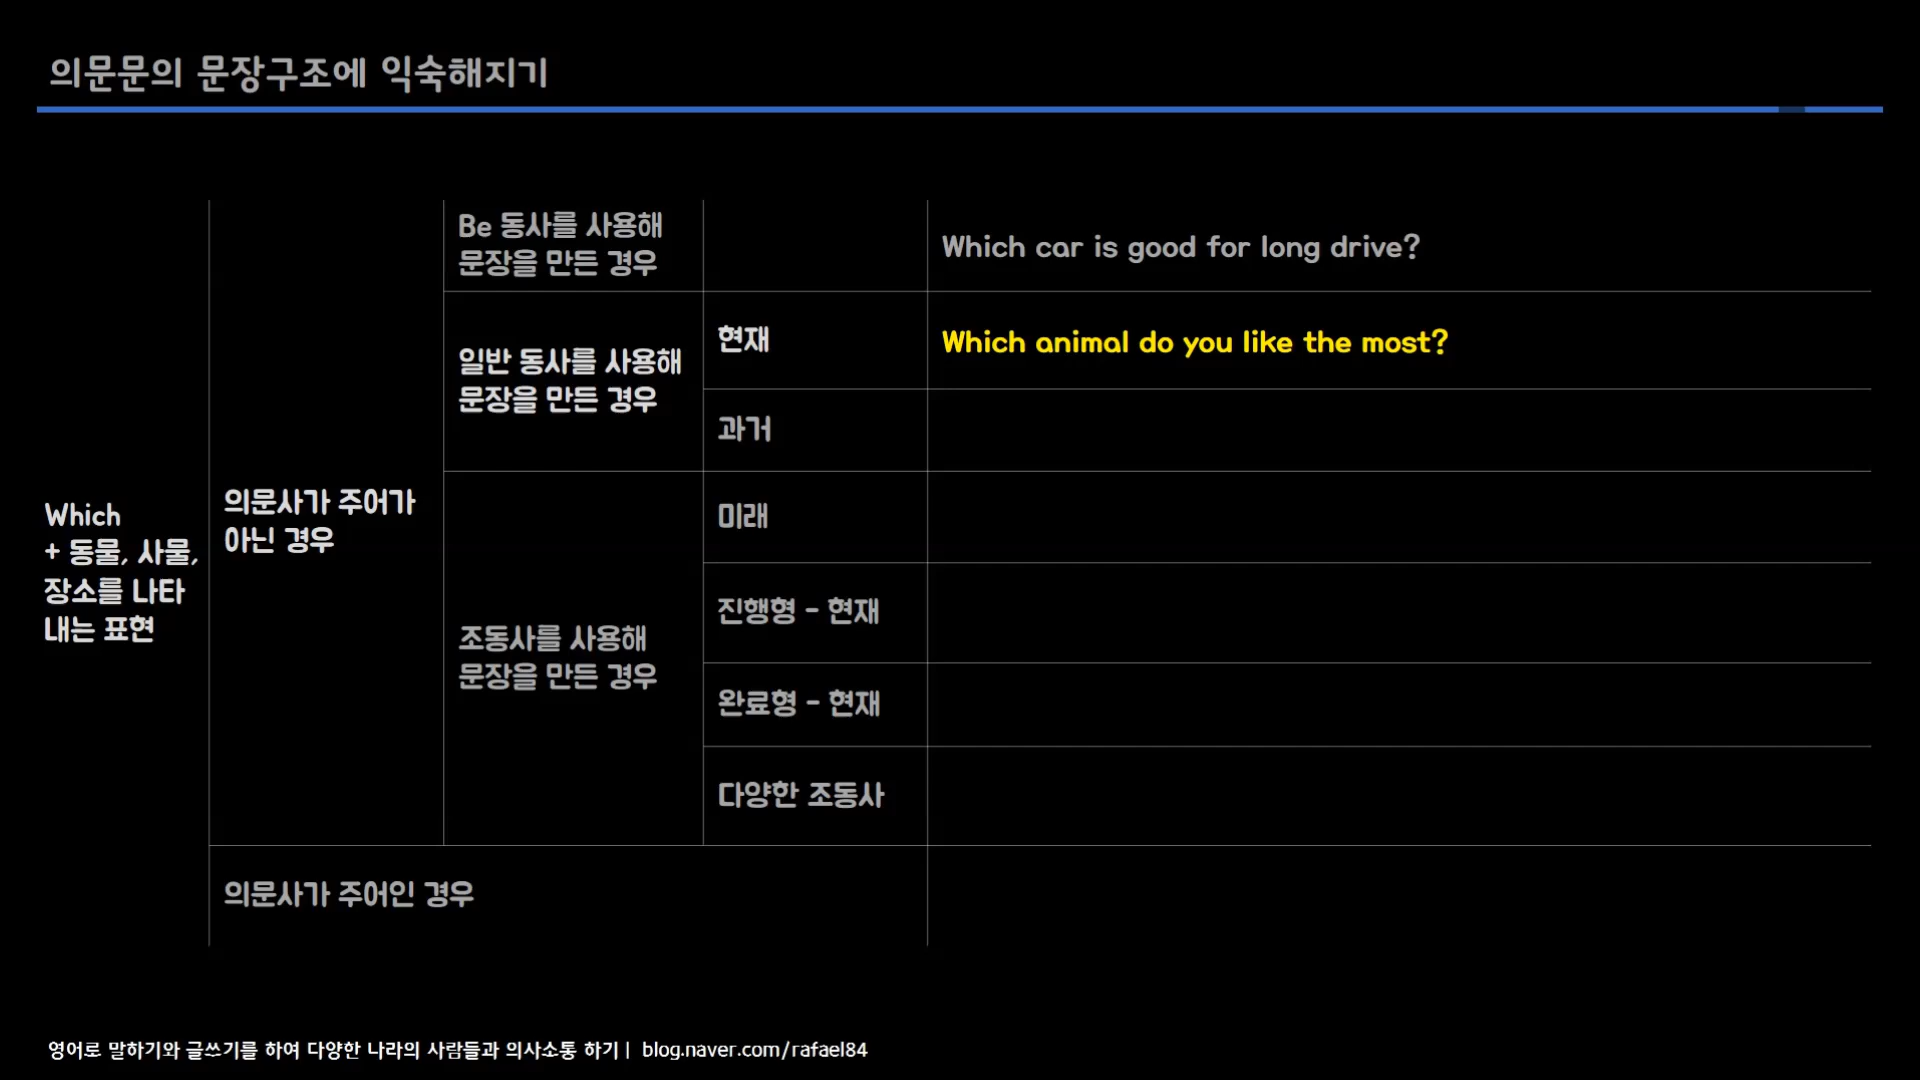 의문문의 문장구조에 익숙해지기
Which
+ 동물, 사물,
장소를 나타
내는 표현
의문사가 주어가
아닌 경우
Be 동사를 사용해
문장을 만든 경우
Which car is good for long drive?
일반 동사를 사용해
문장을 만든 경우
현재
Which animal do you like the most?
과거
조동사를 사용해
문장을 만든 경우
미래
진행형 - 현재
완료형 - 현재
다양한 조동사
의문사가 주어인 경우
영어로 말하기와 글쓰기를 하여 다양한 나라의 사람들과 의사소통 하기 | blog.naver.com/rafael84